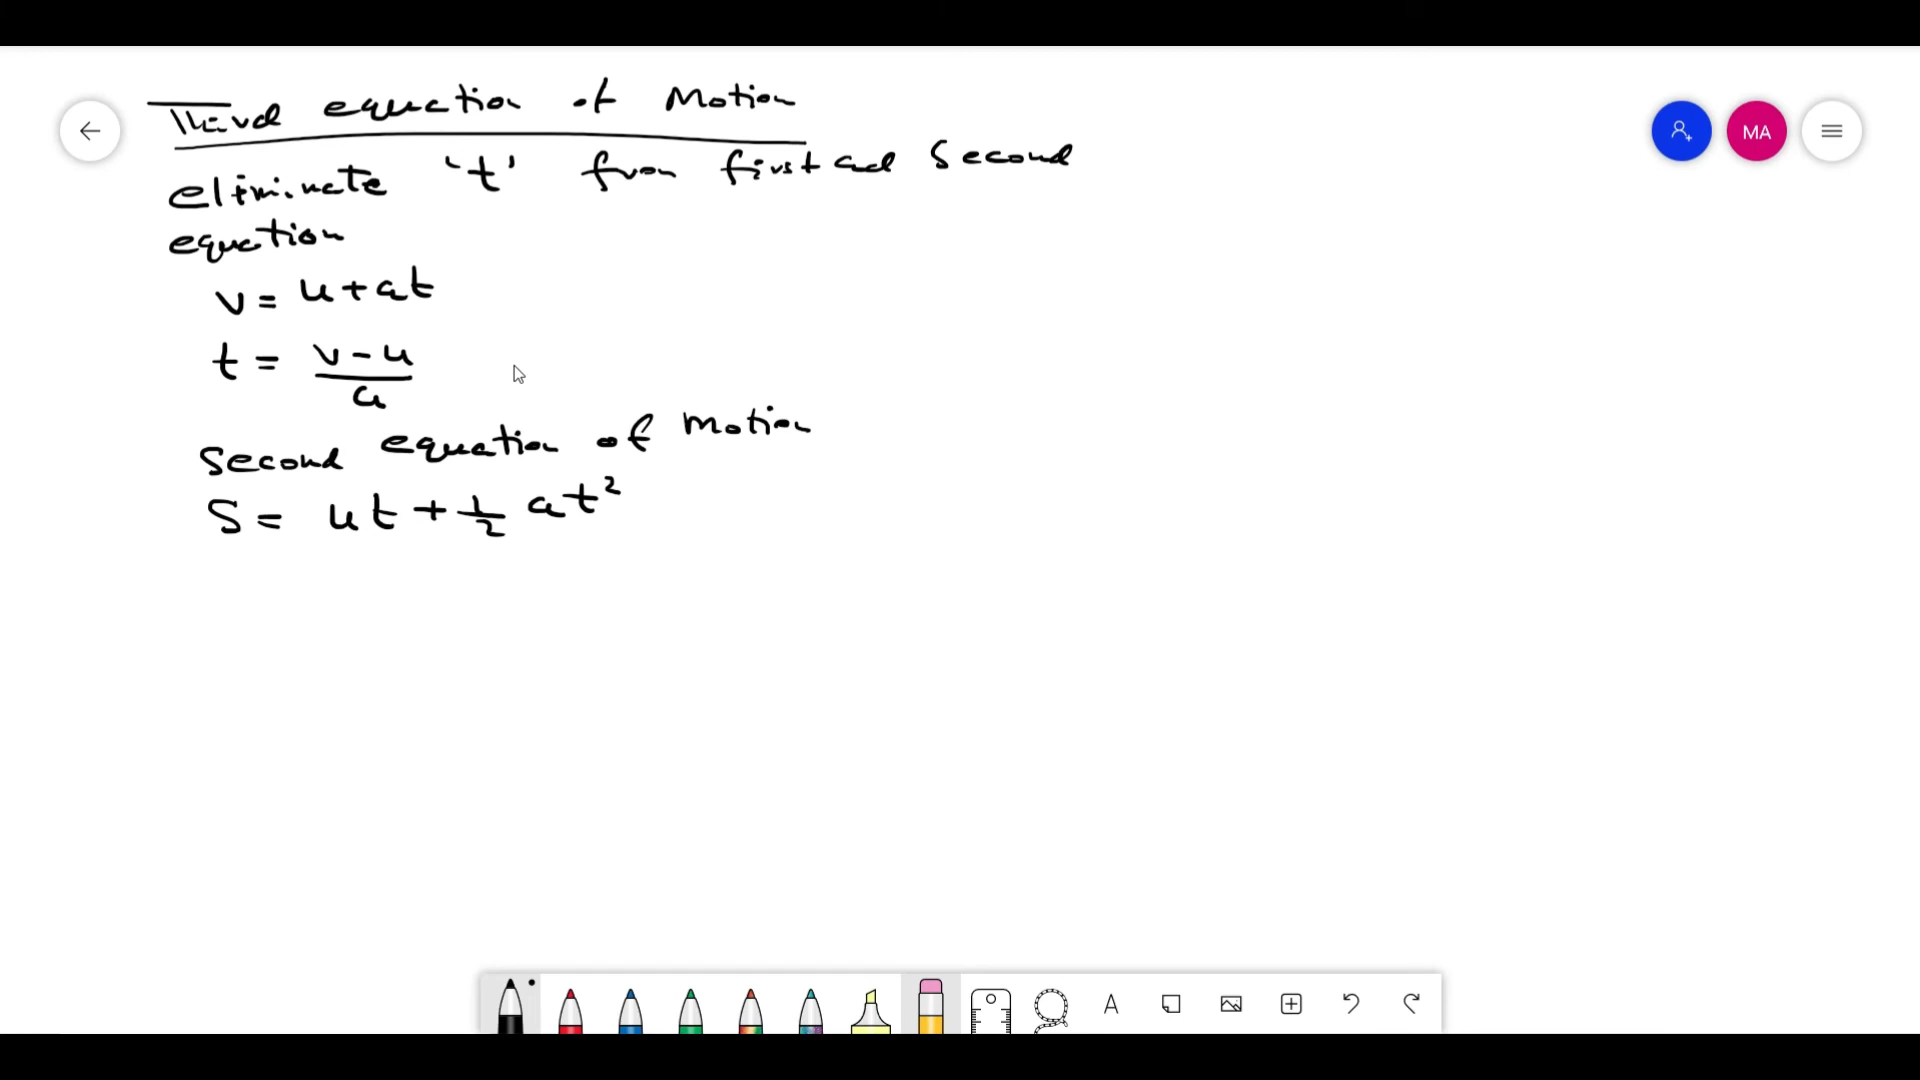 Third equation of Motion
eliminate 't' from first and Second
equation
v = u + at
t = v - u / a
Second equation of motion
S = ut + 1/2 at²
MA
A